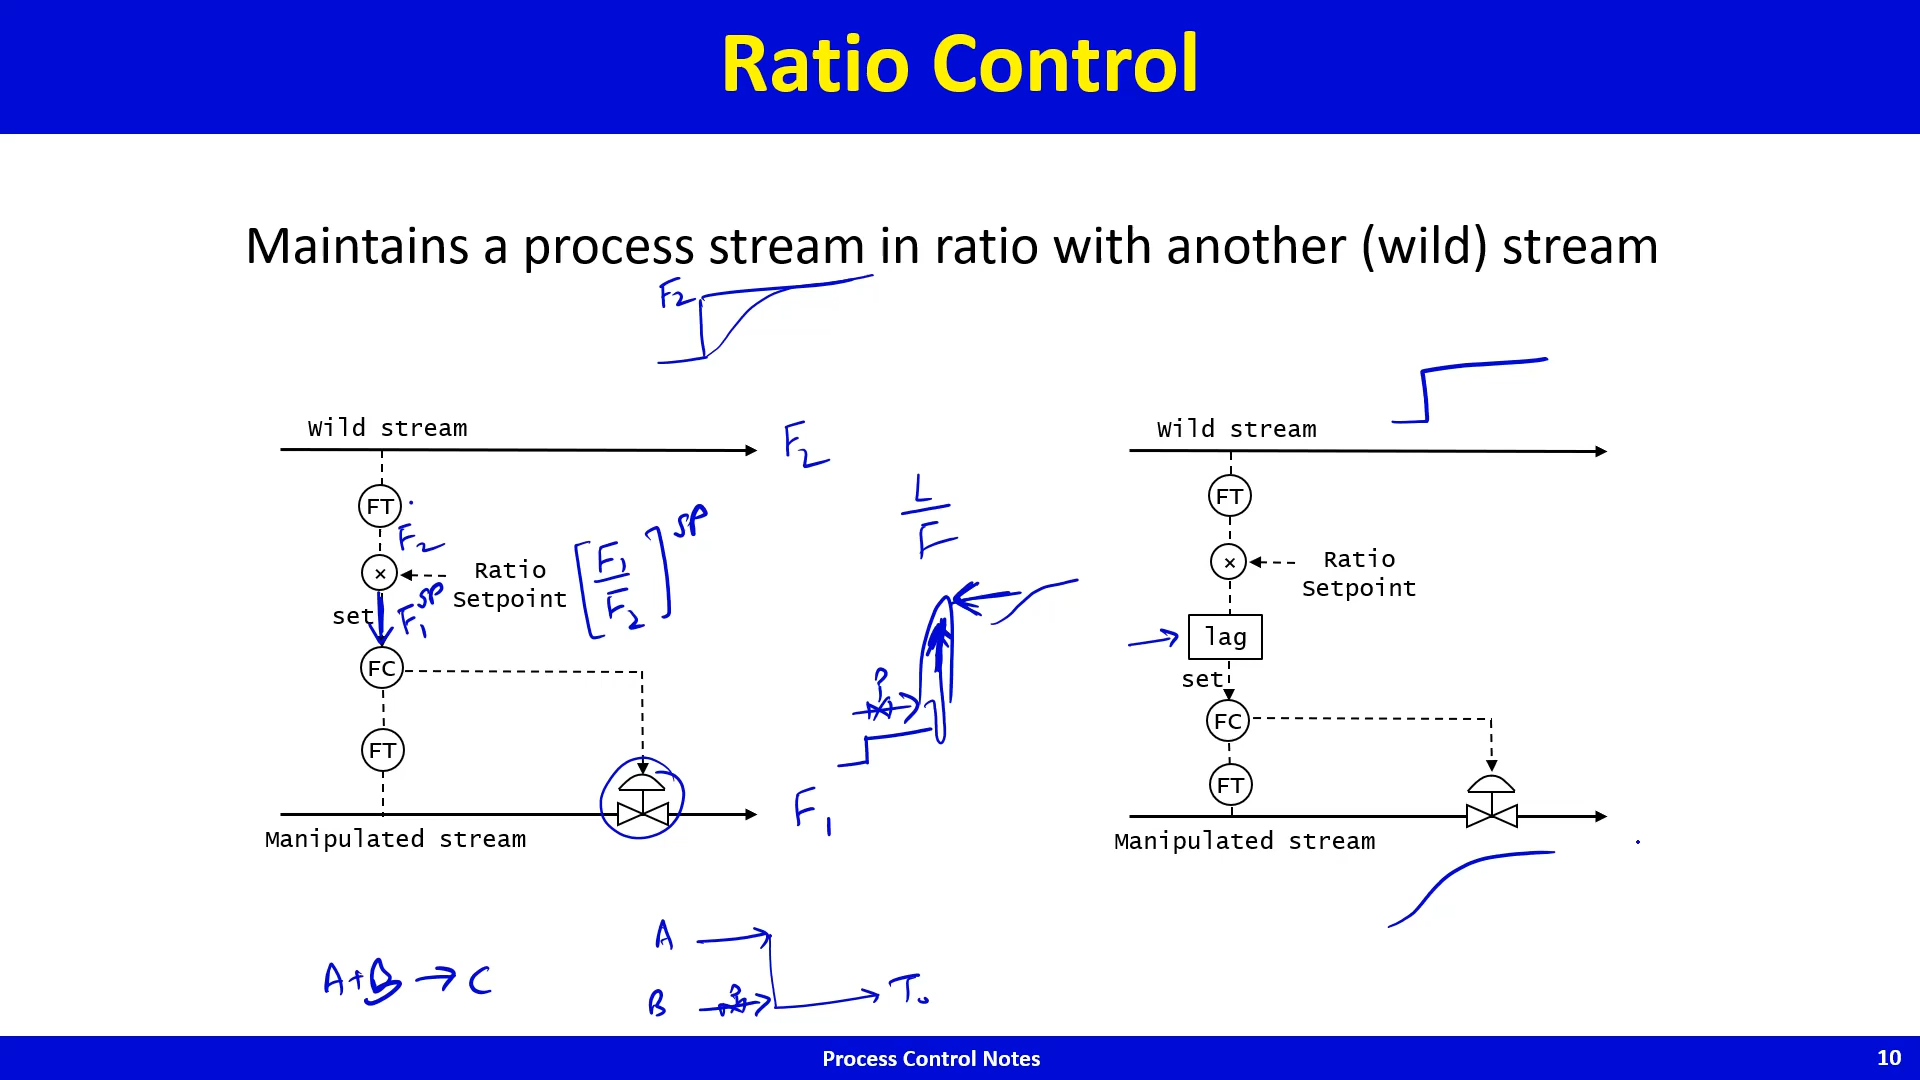 Ratio Control
Maintains a process stream in ratio with another (wild) stream
F₂
Wild stream
F₂
FT
F₂
×
Ratio
Setpoint
[F₁/F₂]^SP
set
F₁^SP
FC
FT
Manipulated stream
F₁
L/F
Wild stream
FT
×
Ratio
Setpoint
lag
set
FC
FT
Manipulated stream
A+B → C
A
B
T₀
Process Control Notes
10